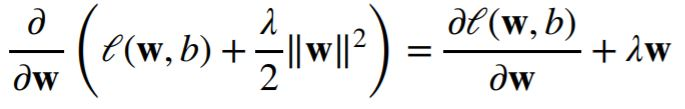 ∂/∂𝐰 ( ℓ(𝐰, b) + λ/2 ‖𝐰‖² ) = ∂ℓ(𝐰, b)/∂𝐰 + λ𝐰